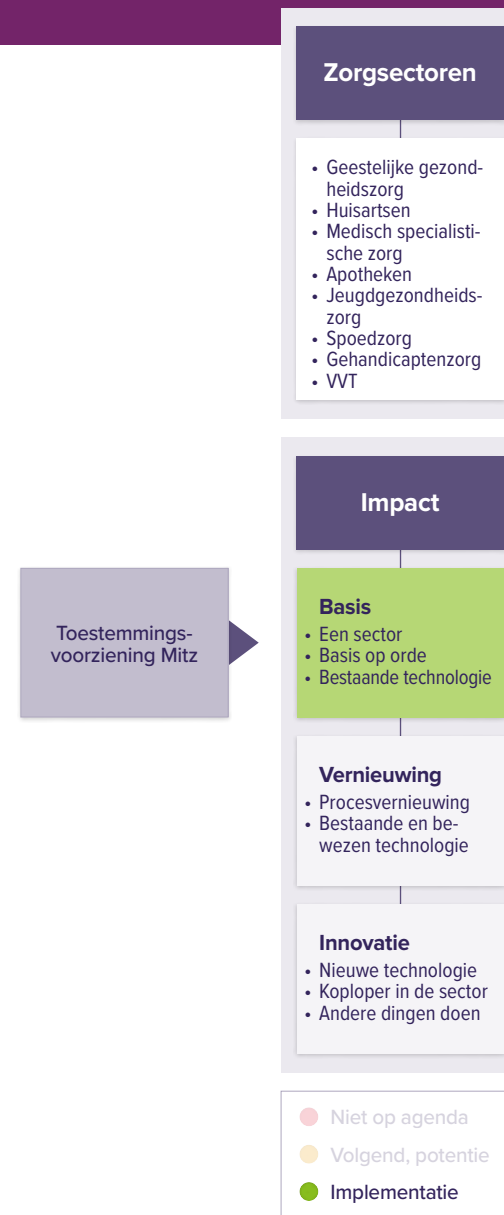 Zorgsectoren
• Geestelijke gezond-
heidszorg
• Huisartsen
• Medisch specialisti-
sche zorg
• Apotheken
• Jeugdgezondheids-
zorg
• Spoedzorg
• Gehandicaptenzorg
• VVT
Impact
Toestemmings-
voorziening Mitz
Basis
• Een sector
• Basis op orde
• Bestaande technologie
Vernieuwing
• Procesvernieuwing
• Bestaande en be-
wezen technologie
Innovatie
• Nieuwe technologie
• Koploper in de sector
• Andere dingen doen
Niet op agenda
Volgend, potentie
Implementatie